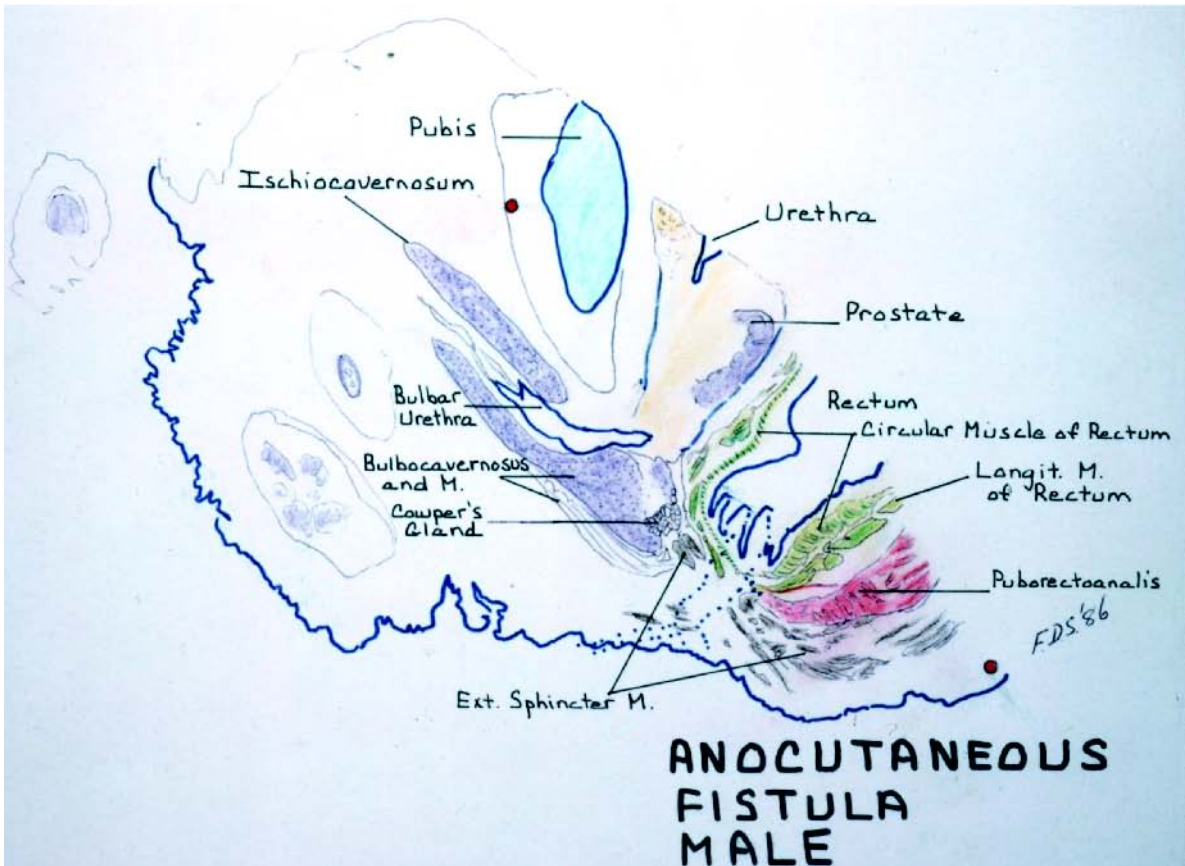 Pubis
Ischiocavernosum
Urethra
Prostate
Bulbar
Urethra
Rectum
Circular Muscle of Rectum
Bulbocavernosus
and M.
Longit. M.
of Rectum
Cowper's
Gland
Puborectoanalis
F.D.S.'86
Ext. Sphincter M.
ANOCUTANEOUS
FISTULA
MALE